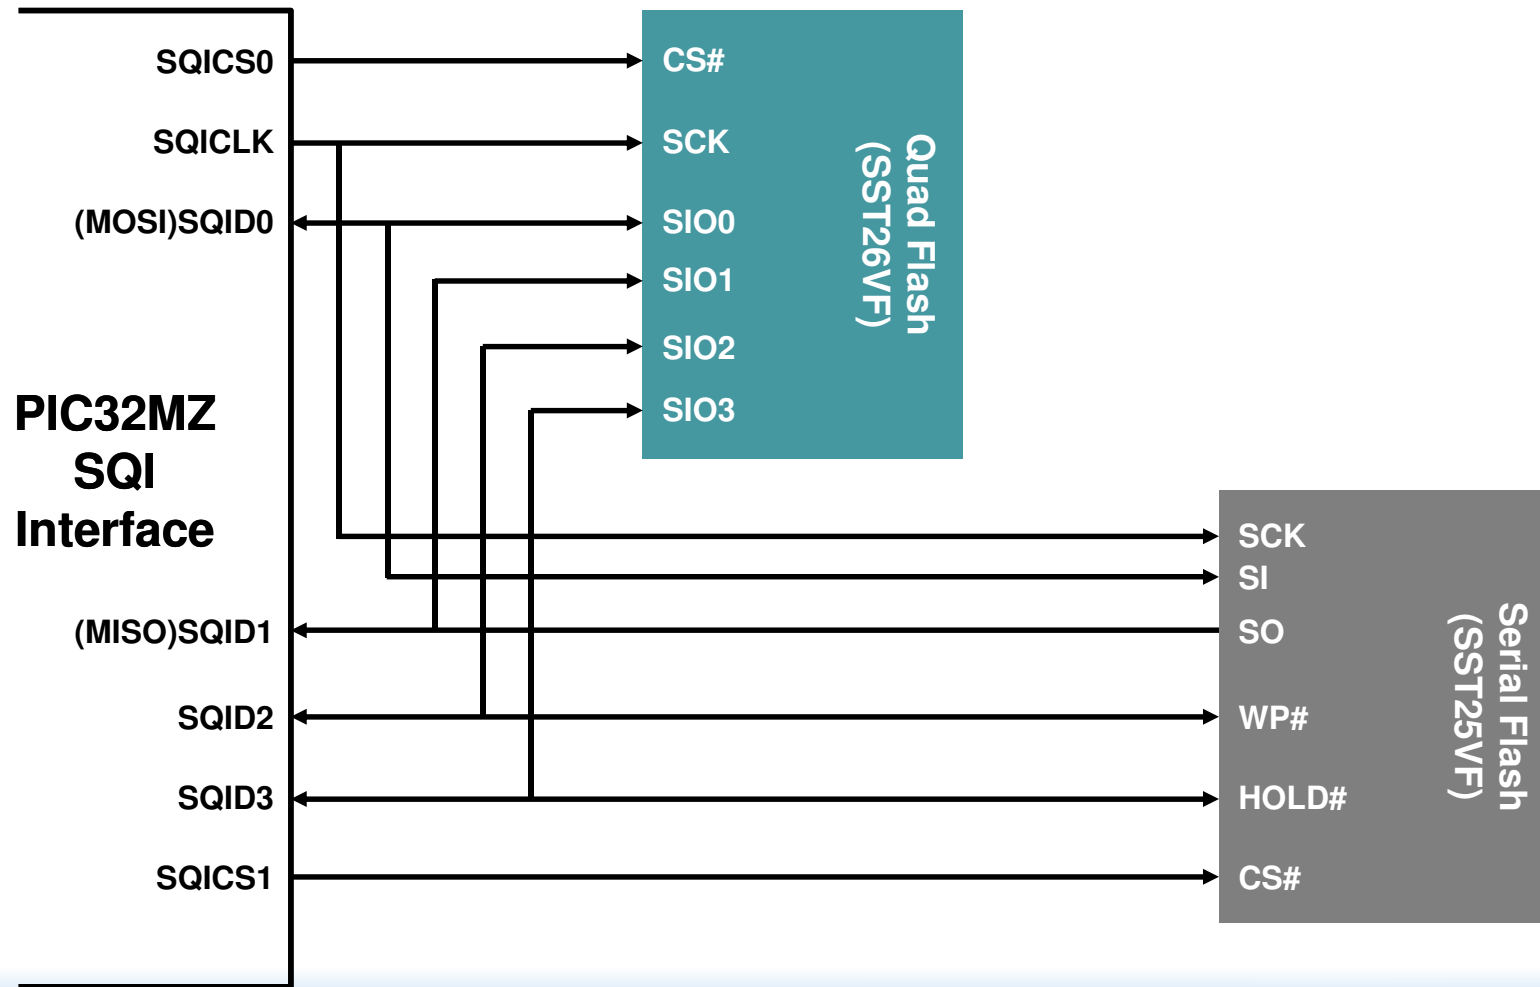 SQICS0
SQICLK
(MOSI)SQID0
PIC32MZ
SQI
Interface
(MISO)SQID1
SQID2
SQID3
SQICS1
CS#
SCK
SIO0
SIO1
SIO2
SIO3
Quad Flash
(SST26VF)
SCK
SI
SO
WP#
HOLD#
CS#
Serial Flash
(SST25VF)